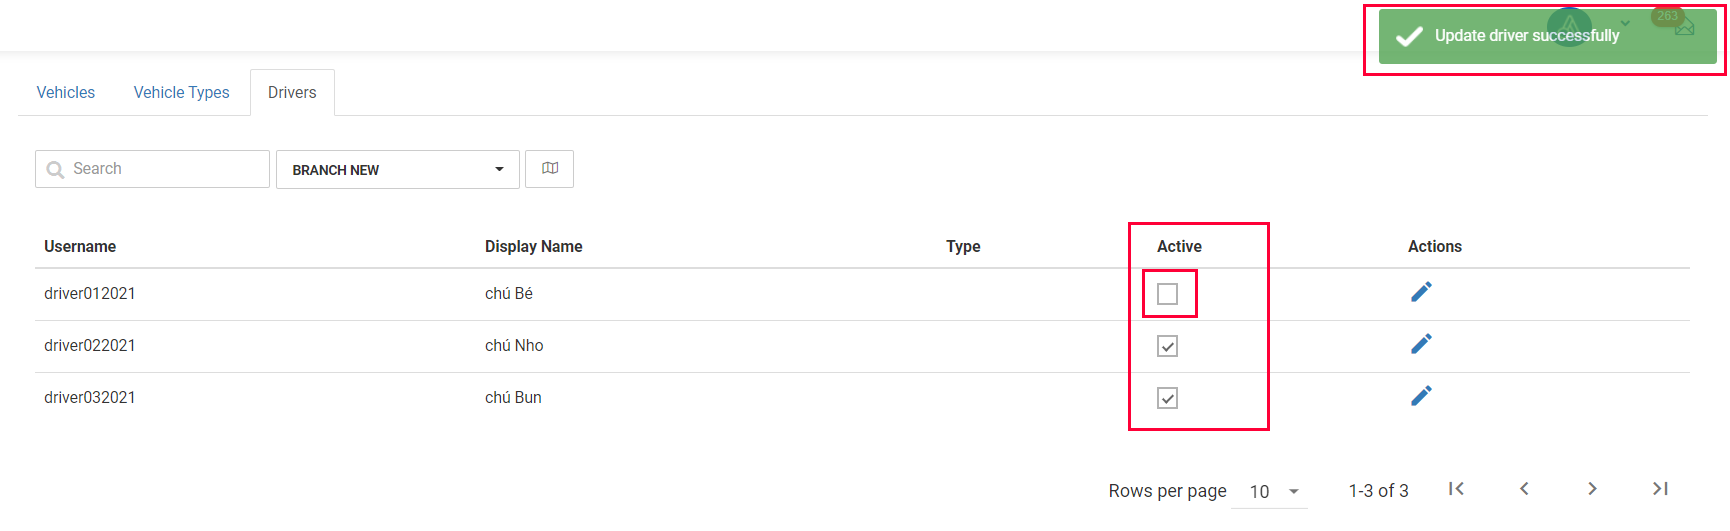 263
Update driver successfully
Vehicles Vehicle Types Drivers
Search BRANCH NEW
Username Display Name Type Active Actions
driver012021 chú Bé
driver022021 chú Nho
driver032021 chú Bun
Rows per page 10 1-3 of 3